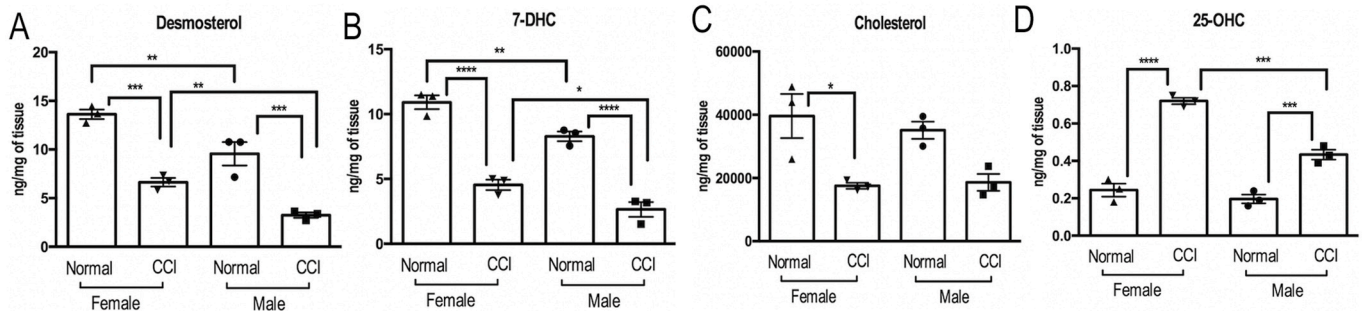 A
Desmosterol
ng/mg of tissue
20
15
10
5
0
**
***
**
***
Normal CCI Normal CCI
Female Male
B
7-DHC
ng/mg of tissue
15
10
5
0
**
****
*
****
Normal CCI Normal CCI
Female Male
C
Cholesterol
ng/mg of tissue
60000
40000
20000
0
*
Normal CCI Normal CCI
Female Male
D
25-OHC
ng/mg of tissue
1.0
0.8
0.6
0.4
0.2
0.0
****
***
***
Normal CCI Normal CCI
Female Male